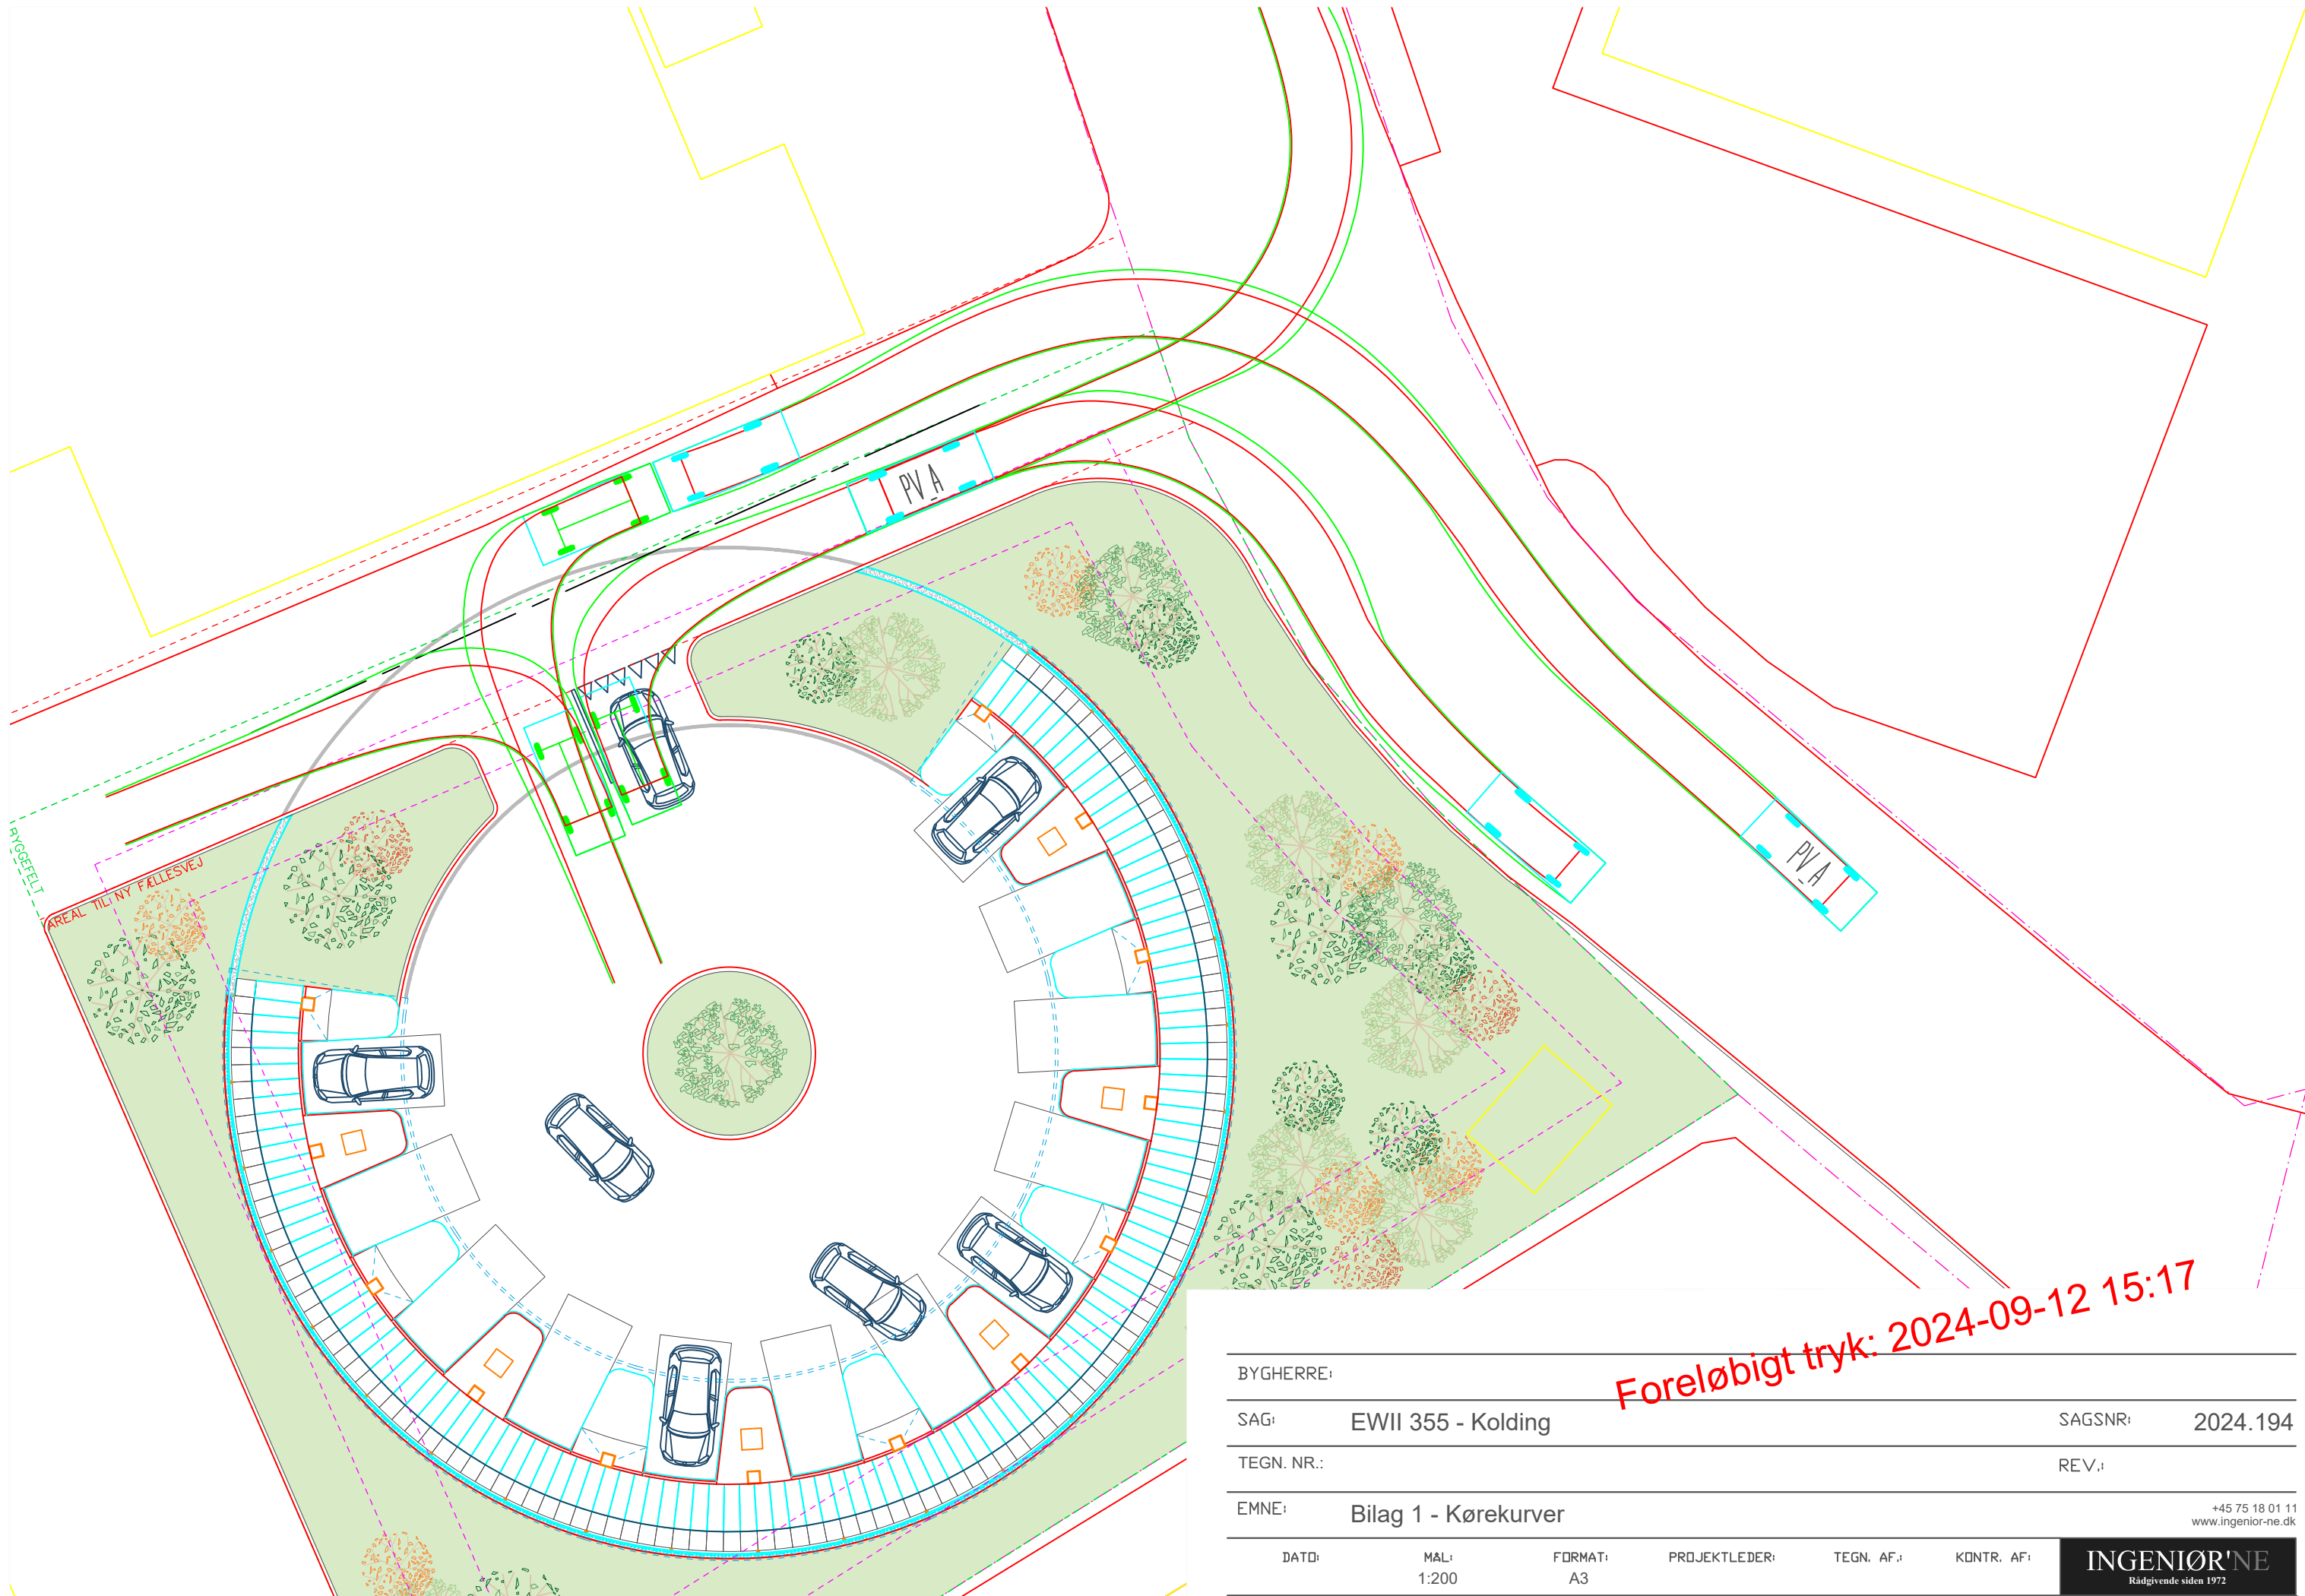 PV_A
BYGGEFELT
AREAL TIL NY FÆLLESVEJ
PV_A
Foreløbigt tryk: 2024-09-12 15:17
BYGHERRE:
SAG: EWII 355 - Kolding SAGSNR: 2024.194
TEGN. NR.: REV.:
EMNE: Bilag 1 - Kørekurver
+45 75 18 01 11
www.ingenior-ne.dk
DATO: MÅL: FORMAT: PROJEKTLEDER: TEGN. AF.: KONTR. AF:
1:200 A3
INGENIØR'NE
Rådgivende siden 1972